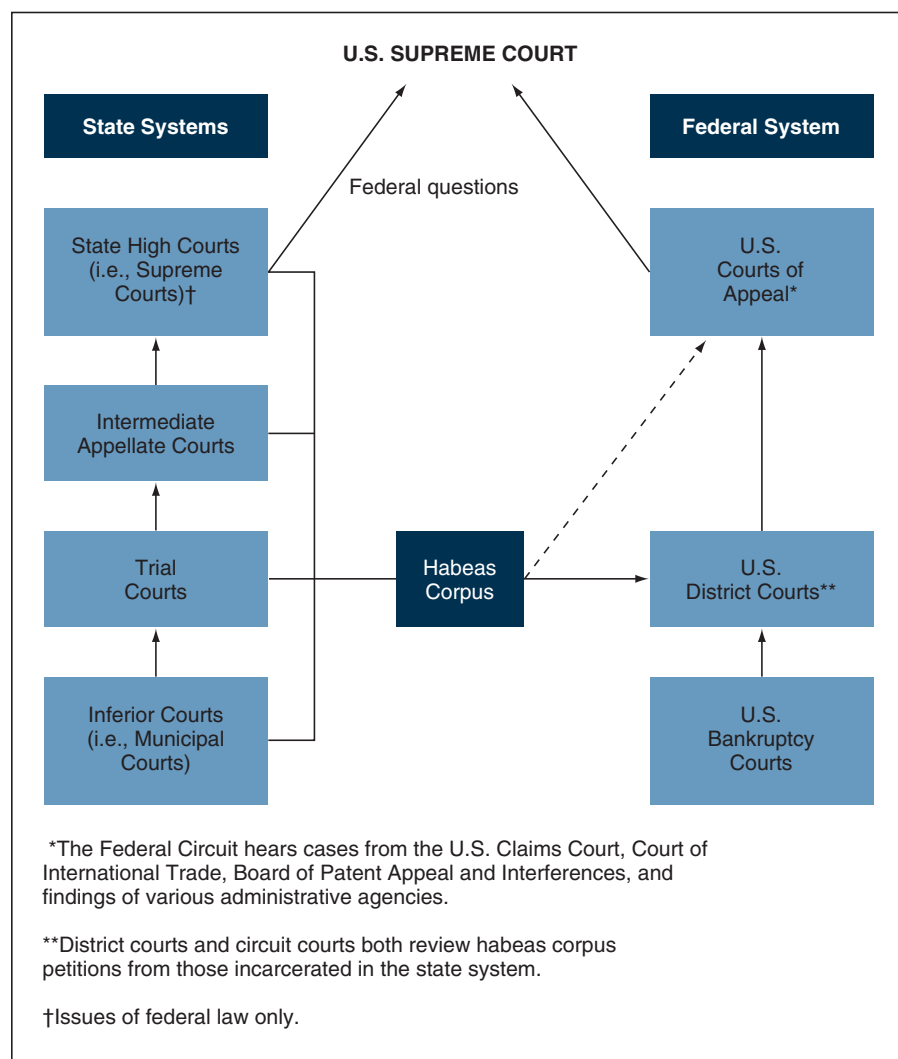 U.S. SUPREME COURT
State Systems
Federal System
Federal questions
State High Courts
(i.e., Supreme
Courts)†
U.S.
Courts of
Appeal*
Intermediate
Appellate Courts
Trial
Courts
Habeas
Corpus
U.S.
District Courts**
Inferior Courts
(i.e., Municipal
Courts)
U.S.
Bankruptcy
Courts
*The Federal Circuit hears cases from the U.S. Claims Court, Court of
International Trade, Board of Patent Appeal and Interferences, and
findings of various administrative agencies.
**District courts and circuit courts both review habeas corpus
petitions from those incarcerated in the state system.
†Issues of federal law only.